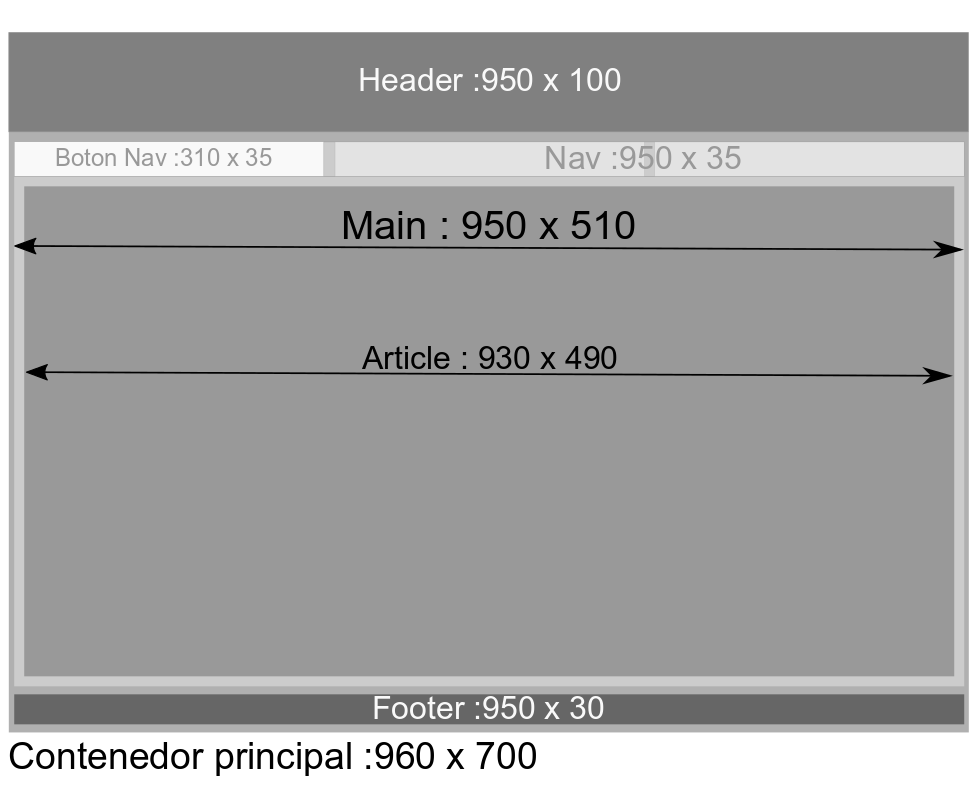 Header :950 x 100
Boton Nav :310 x 35
Nav :950 x 35
Main : 950 x 510
Article : 930 x 490
Footer :950 x 30
Contenedor principal :960 x 700